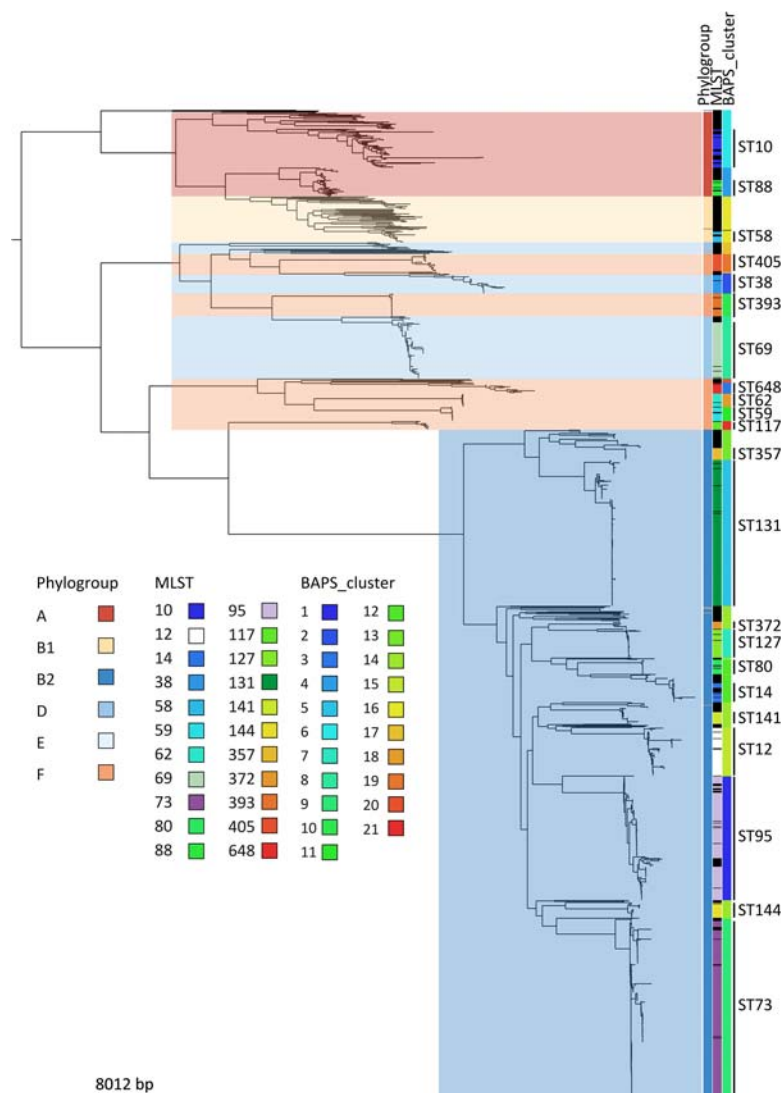 Phylogroup
MLST
BAPS_cluster
ST10
ST88
ST58
ST405
ST38
ST393
ST69
ST648
ST62
ST59
ST117
ST357
ST131
ST372
ST127
ST80
ST14
ST141
ST12
ST95
ST144
ST73
Phylogroup
A
B1
B2
D
E
F
MLST
10
12
14
38
58
59
62
69
73
80
88
95
117
127
131
141
144
357
372
393
405
648
BAPS_cluster
1
2
3
4
5
6
7
8
9
10
11
12
13
14
15
16
17
18
19
20
21
8012 bp